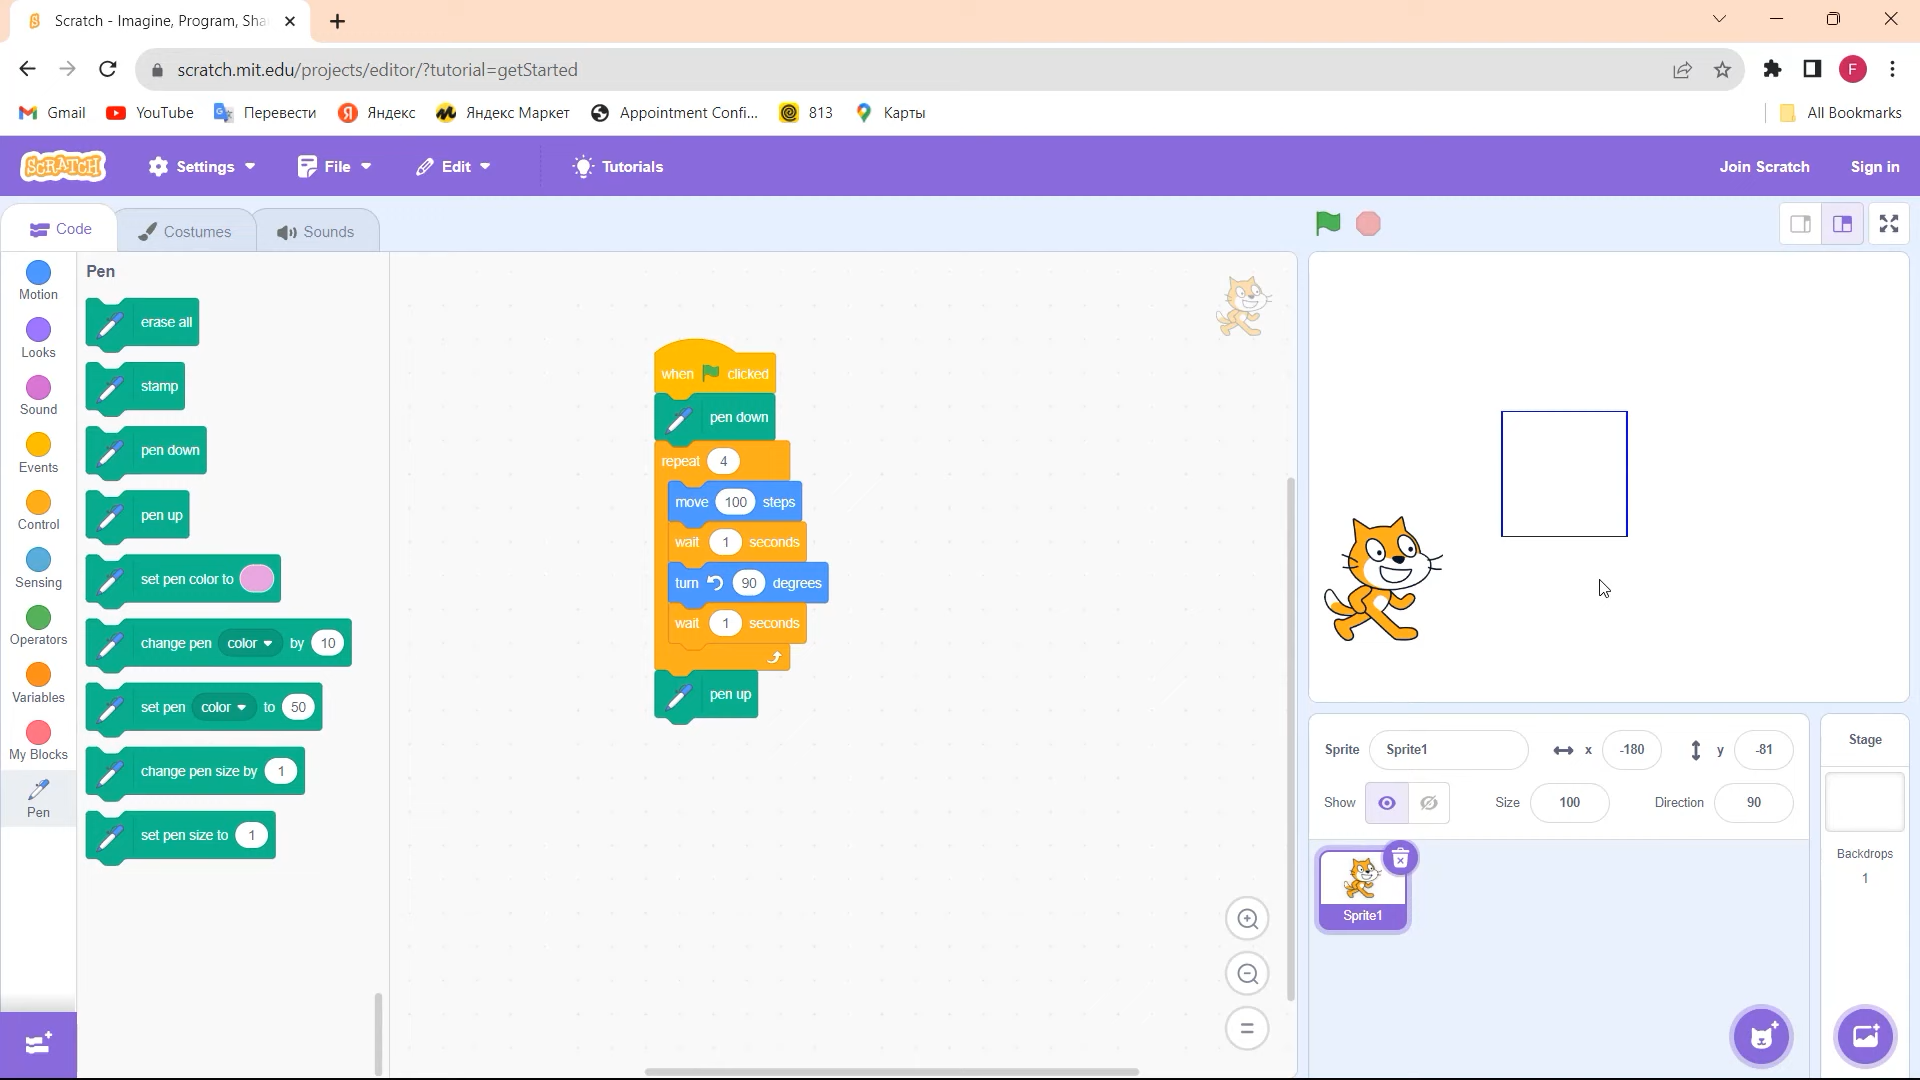 Scratch - Imagine, Program, Sha
scratch.mit.edu/projects/editor/?tutorial=getStarted
F
Gmail YouTube Перевести Яндекс Яндекс Маркет Appointment Confi... 813 Карты All Bookmarks
SCRATCH Settings File Edit Tutorials Join Scratch Sign in
Code Costumes Sounds
Motion
Looks
Sound
Events
Control
Sensing
Operators
Variables
My Blocks
Pen
Pen
erase all
stamp
pen down
pen up
set pen color to
change pen color by 10
set pen color to 50
change pen size by 1
set pen size to 1
when clicked
pen down
repeat 4
move 100 steps
wait 1 seconds
turn 90 degrees
wait 1 seconds
pen up
Sprite Sprite1 x -180 y -81
Show Size 100 Direction 90
Sprite1
Stage
Backdrops
1